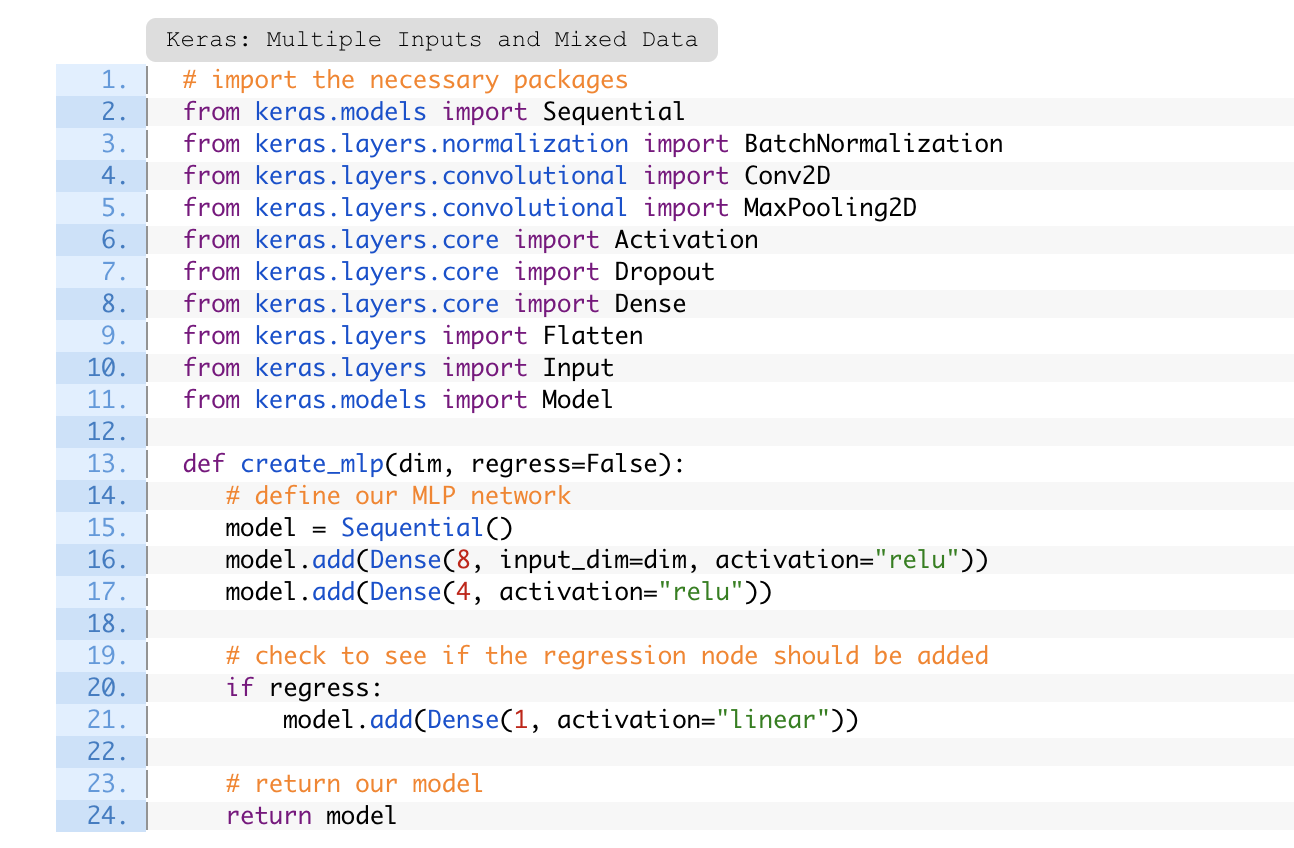 Keras: Multiple Inputs and Mixed Data
1. # import the necessary packages
2. from keras.models import Sequential
3. from keras.layers.normalization import BatchNormalization
4. from keras.layers.convolutional import Conv2D
5. from keras.layers.convolutional import MaxPooling2D
6. from keras.layers.core import Activation
7. from keras.layers.core import Dropout
8. from keras.layers.core import Dense
9. from keras.layers import Flatten
10. from keras.layers import Input
11. from keras.models import Model
12.
13. def create_mlp(dim, regress=False):
14.    # define our MLP network
15.    model = Sequential()
16.    model.add(Dense(8, input_dim=dim, activation="relu"))
17.    model.add(Dense(4, activation="relu"))
18.
19.    # check to see if the regression node should be added
20.    if regress:
21.        model.add(Dense(1, activation="linear"))
22.
23.    # return our model
24.    return model